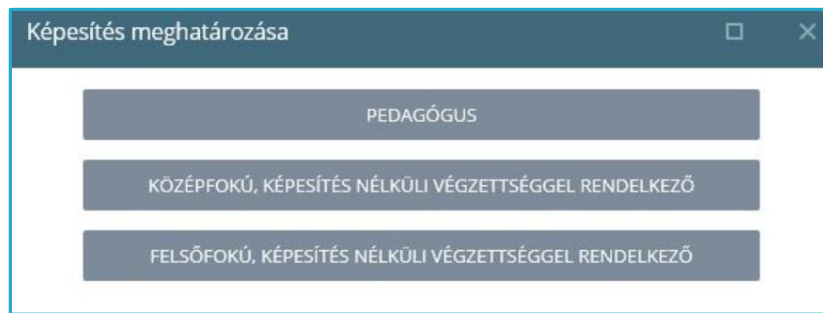 Képesítés meghatározása
PEDAGÓGUS
KÖZÉPFOKÚ, KÉPESÍTÉS NÉLKÜLI VÉGZETTSÉGGEL RENDELKEZŐ
FELSŐFOKÚ, KÉPESÍTÉS NÉLKÜLI VÉGZETTSÉGGEL RENDELKEZŐ